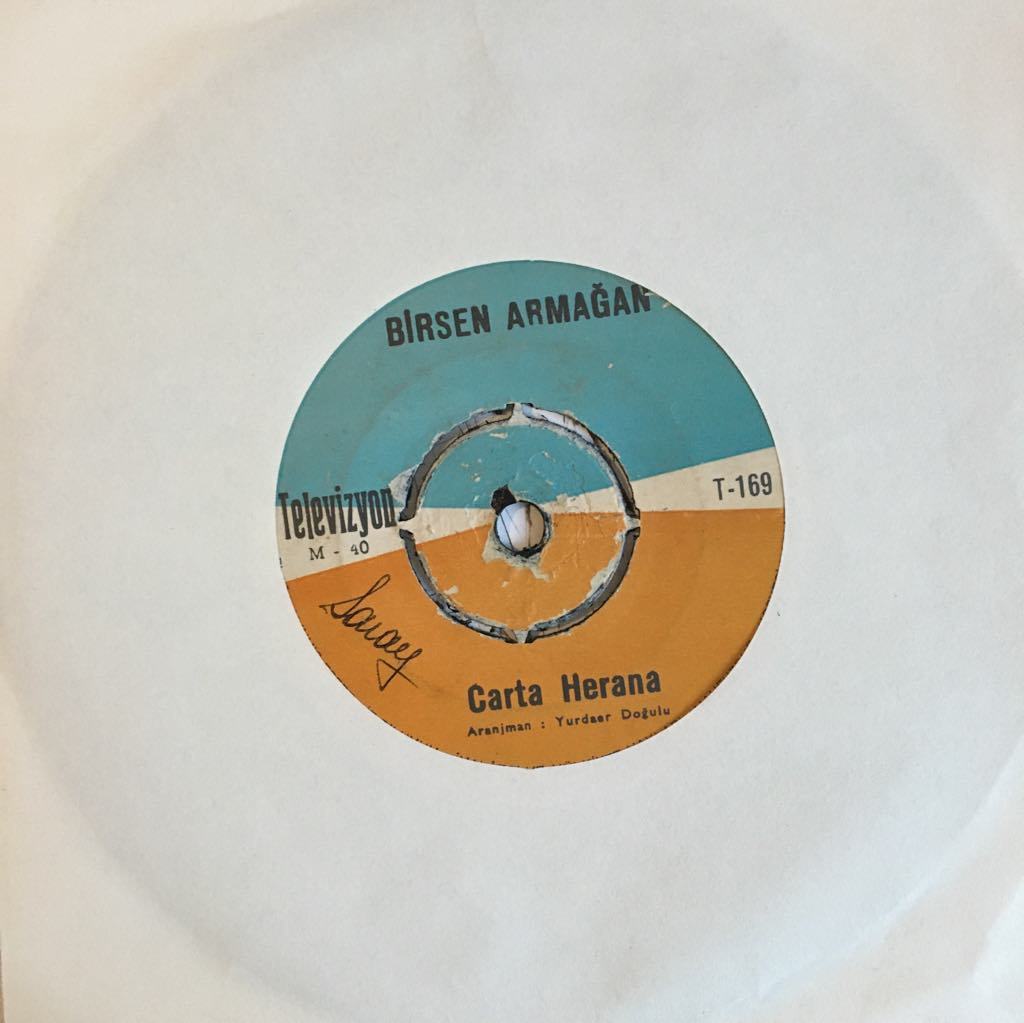 BİRSEN ARMAĞAN
Televizyon
M - 40
T-169
Saray
Carta Herana
Aranjman : Yurdaer Doğulu